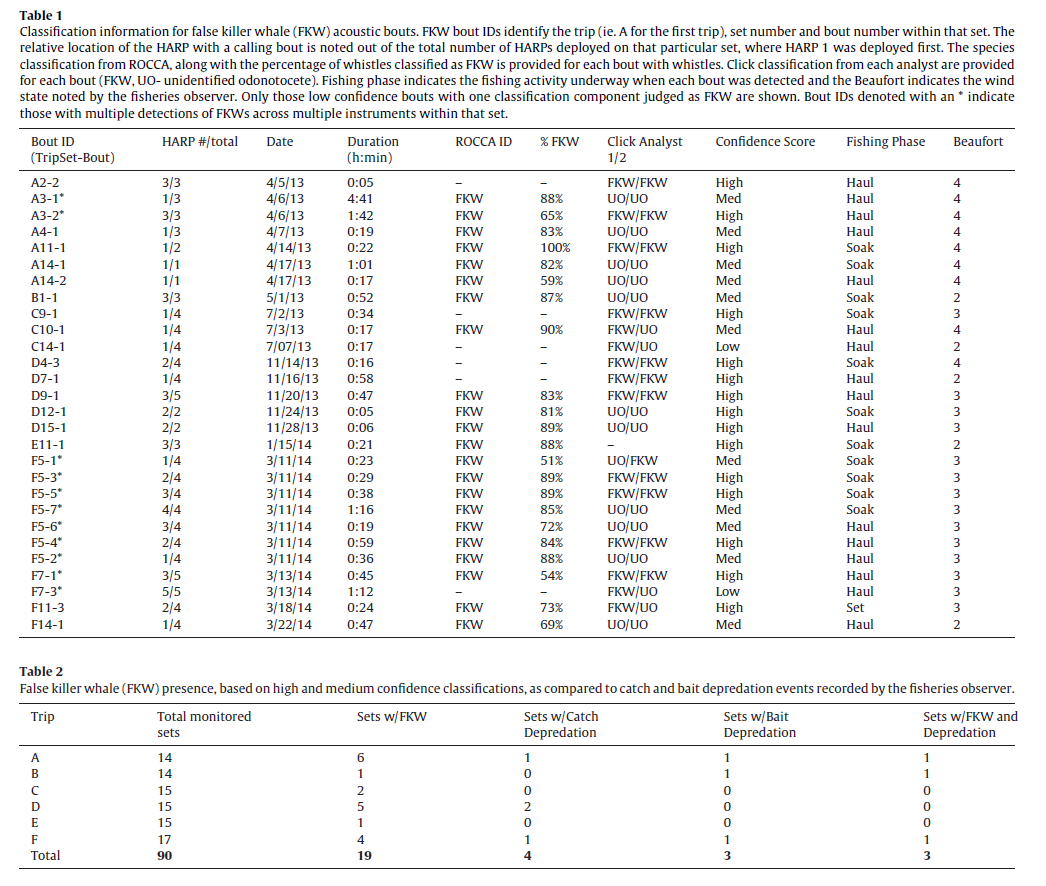 Table 1
Classification information for false killer whale (FKW) acoustic bouts. FKW bout IDs identify the trip (ie. A for the first trip), set number and bout number within that set. The
relative location of the HARP with a calling bout is noted out of the total number of HARPs deployed on that particular set, where HARP 1 was deployed first. The species
classification from ROCCA, along with the percentage of whistles classified as FKW is provided for each bout with whistles. Click classification from each analyst are provided
for each bout (FKW, UO- unidentified odonotocete). Fishing phase indicates the fishing activity underway when each bout was detected and the Beaufort indicates the wind
state noted by the fisheries observer. Only those low confidence bouts with one classification component judged as FKW are shown. Bout IDs denoted with an * indicate
those with multiple detections of FKWs across multiple instruments within that set.
Bout ID HARP #/total Date Duration ROCCA ID % FKW Click Analyst Confidence Score Fishing Phase Beaufort
(TripSet-Bout) (h:min) 1/2
A2-2 3/3 4/5/13 0:05 – – FKW/FKW High Haul 4
A3-1* 1/3 4/6/13 4:41 FKW 88% UO/UO Med Haul 4
A3-2* 3/3 4/6/13 1:42 FKW 65% FKW/FKW High Haul 4
A4-1 1/3 4/7/13 0:19 FKW 83% UO/UO Med Haul 4
A11-1 1/2 4/14/13 0:22 FKW 100% FKW/FKW High Soak 4
A14-1 1/1 4/17/13 1:01 FKW 82% UO/UO Med Soak 4
A14-2 1/1 4/17/13 0:17 FKW 59% UO/UO Med Haul 4
B1-1 3/3 5/1/13 0:52 FKW 87% UO/UO Med Soak 2
C9-1 1/4 7/2/13 0:34 – – FKW/FKW High Soak 3
C10-1 1/4 7/3/13 0:17 FKW 90% FKW/UO Med Haul 4
C14-1 1/4 7/07/13 0:17 – – FKW/UO Low Haul 2
D4-3 2/4 11/14/13 0:16 – – FKW/FKW High Soak 4
D7-1 1/4 11/16/13 0:58 – – FKW/FKW High Haul 2
D9-1 3/5 11/20/13 0:47 FKW 83% FKW/FKW High Haul 3
D12-1 2/2 11/24/13 0:05 FKW 81% UO/UO High Soak 3
D15-1 2/2 11/28/13 0:06 FKW 89% UO/UO High Haul 3
E11-1 3/3 1/15/14 0:21 FKW 88% – High Soak 2
F5-1* 1/4 3/11/14 0:23 FKW 51% UO/FKW Med Soak 3
F5-3* 2/4 3/11/14 0:29 FKW 89% FKW/FKW High Soak 3
F5-5* 3/4 3/11/14 0:38 FKW 89% FKW/FKW High Soak 3
F5-7* 4/4 3/11/14 1:16 FKW 85% UO/UO Med Soak 3
F5-6* 3/4 3/11/14 0:19 FKW 72% UO/UO Med Haul 3
F5-4* 2/4 3/11/14 0:59 FKW 84% FKW/FKW High Haul 3
F5-2* 1/4 3/11/14 0:36 FKW 88% UO/UO Med Haul 3
F7-1* 3/5 3/13/14 0:45 FKW 54% FKW/FKW High Haul 3
F7-3* 5/5 3/13/14 1:12 – – FKW/UO Low Haul 3
F11-3 2/4 3/18/14 0:24 FKW 73% FKW/UO High Set 3
F14-1 1/4 3/22/14 0:47 FKW 69% UO/UO Med Haul 2
Table 2
False killer whale (FKW) presence, based on high and medium confidence classifications, as compared to catch and bait depredation events recorded by the fisheries observer.
Trip Total monitored Sets w/FKW Sets w/Catch Sets w/Bait Sets w/FKW and
sets Depredation Depredation Depredation
A 14 6 1 1 1
B 14 1 0 1 1
C 15 2 0 0 0
D 15 5 2 0 0
E 15 1 0 0 0
F 17 4 1 1 1
Total 90 19 4 3 3